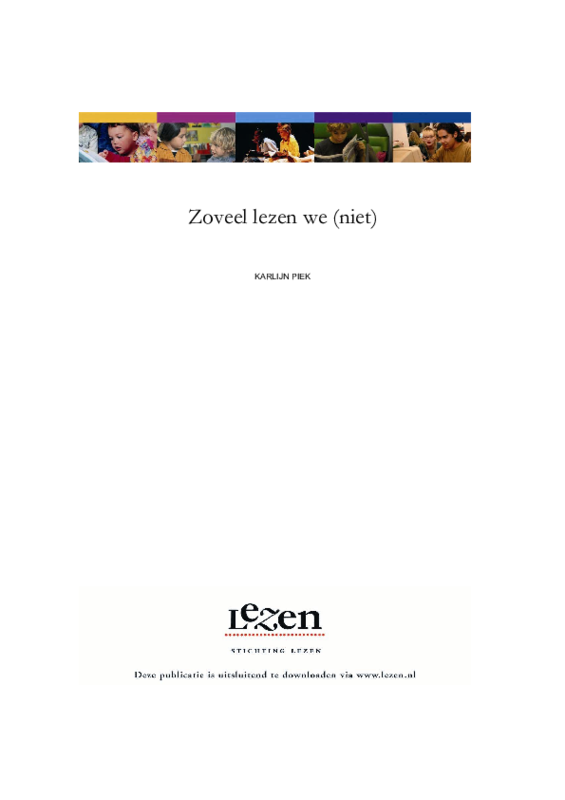 Zoveel lezen we (niet)
KARLIJN PIEK
Lezen
STICHTING LEZEN
Deze publicatie is uitsluitend te downloaden via www.lezen.nl